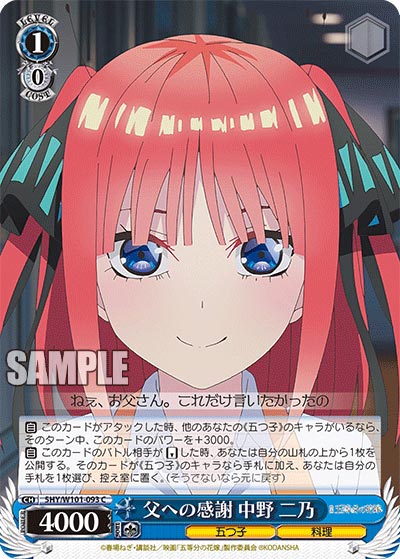 LEVEL
1
0
COST
SAMPLE
ねぇ、お父さん。これだけ言いたかったの
自 このカードがアタックした時、他のあなたの《五つ子》のキャラがいるなら、
そのターン中、このカードのパワーを+3000。
自 このカードのバトル相手が した時、あなたは自分の山札の上から1枚を
公開する。そのカードが《五つ子》のキャラなら手札に加え、あなたは自分の
手札を1枚選び、控え室に置く。(そうでないなら元に戻す)
CH 5HY/W101-093 C
4000
父への感謝 中野 二乃
五つ子 料理
©春場ねぎ・講談社／映画「五等分の花嫁」製作委員会 ©KODANSHA